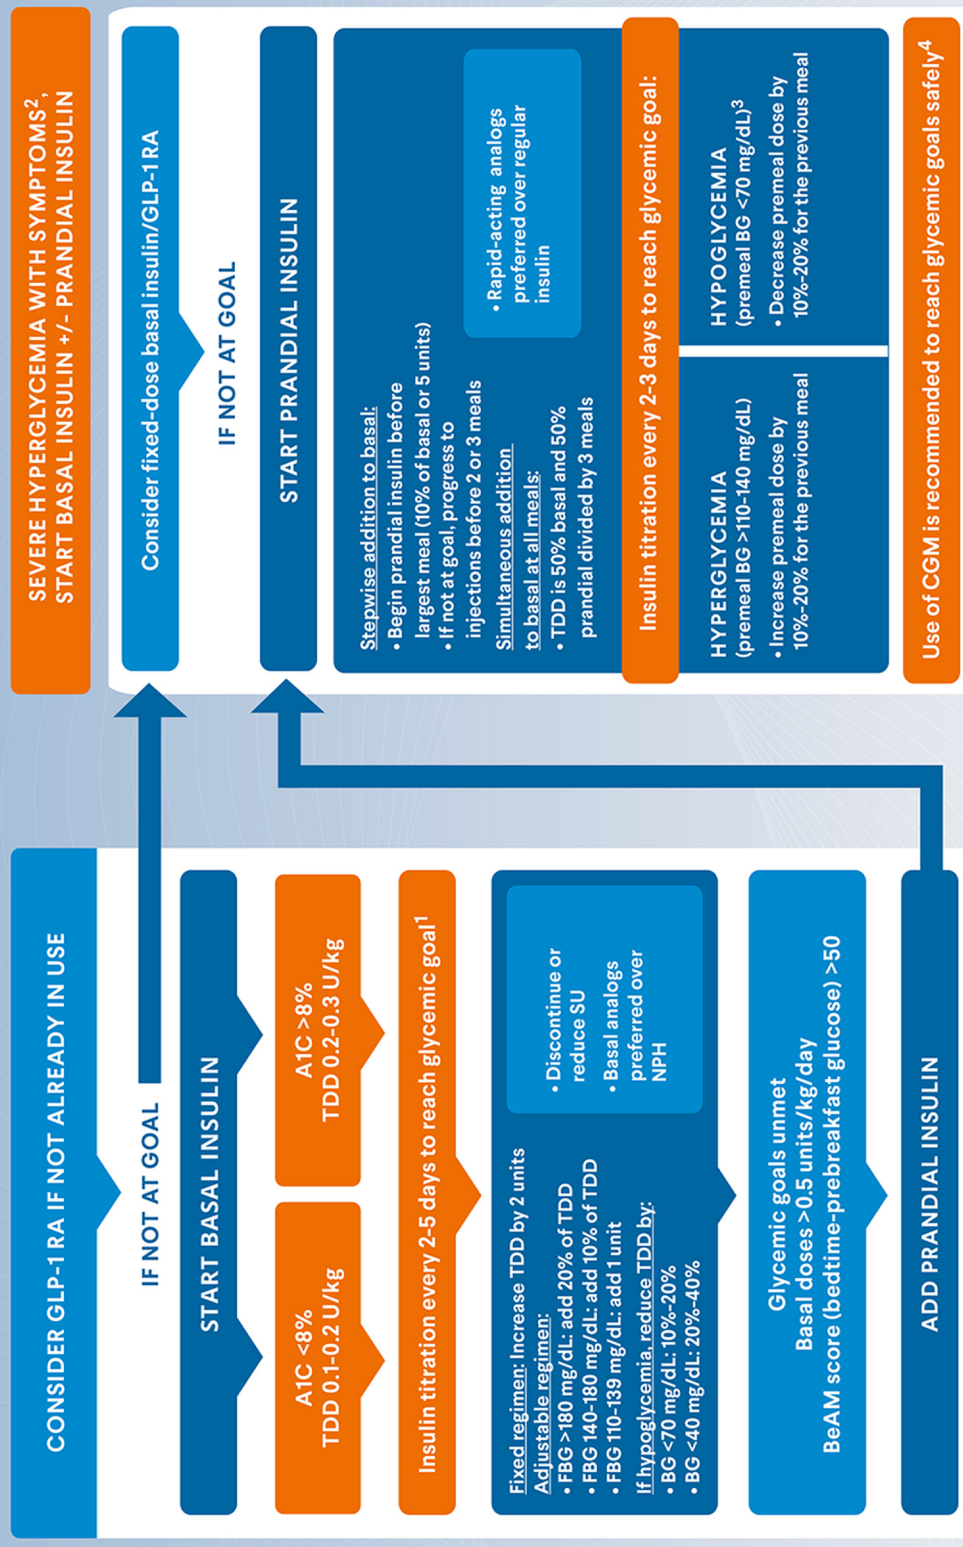 CONSIDER GLP-1 RA IF NOT ALREADY IN USE
IF NOT AT GOAL
START BASAL INSULIN
A1C <8%
TDD 0.1-0.2 U/kg
A1C >8%
TDD 0.2-0.3 U/kg
Insulin titration every 2-5 days to reach glycemic goal¹
Fixed regimen: Increase TDD by 2 units
Adjustable regimen:
• FBG >180 mg/dL: add 20% of TDD
• FBG 140-180 mg/dL: add 10% of TDD
• FBG 110-139 mg/dL: add 1 unit
If hypoglycemia, reduce TDD by:
• BG <70 mg/dL: 10%-20%
• BG <40 mg/dL: 20%-40%
• Discontinue or
reduce SU
• Basal analogs
preferred over
NPH
Glycemic goals unmet
Basal doses >0.5 units/kg/day
BeAM score (bedtime-prebreakfast glucose) >50
ADD PRANDIAL INSULIN
SEVERE HYPERGLYCEMIA WITH SYMPTOMS²,
START BASAL INSULIN +/- PRANDIAL INSULIN
Consider fixed-dose basal insulin/GLP-1 RA
IF NOT AT GOAL
START PRANDIAL INSULIN
Stepwise addition to basal:
• Begin prandial insulin before
largest meal (10% of basal or 5 units)
• If not at goal, progress to
injections before 2 or 3 meals
Simultaneous addition
to basal at all meals:
• TDD is 50% basal and 50%
prandial divided by 3 meals
• Rapid-acting analogs
preferred over regular
insulin
Insulin titration every 2-3 days to reach glycemic goal:
HYPERGLYCEMIA
(premeal BG >110-140 mg/dL)
• Increase premeal dose by
10%-20% for the previous meal
HYPOGLYCEMIA
(premeal BG <70 mg/dL)³
• Decrease premeal dose by
10%-20% for the previous meal
Use of CGM is recommended to reach glycemic goals safely⁴